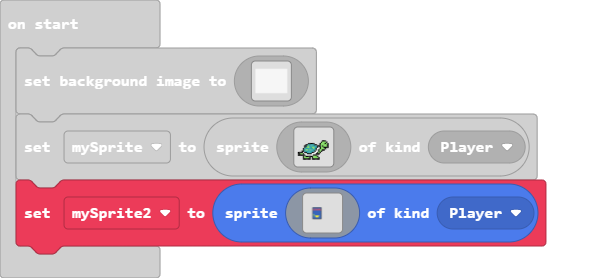 on start
set background image to
set mySprite to sprite of kind Player
set mySprite2 to sprite of kind Player